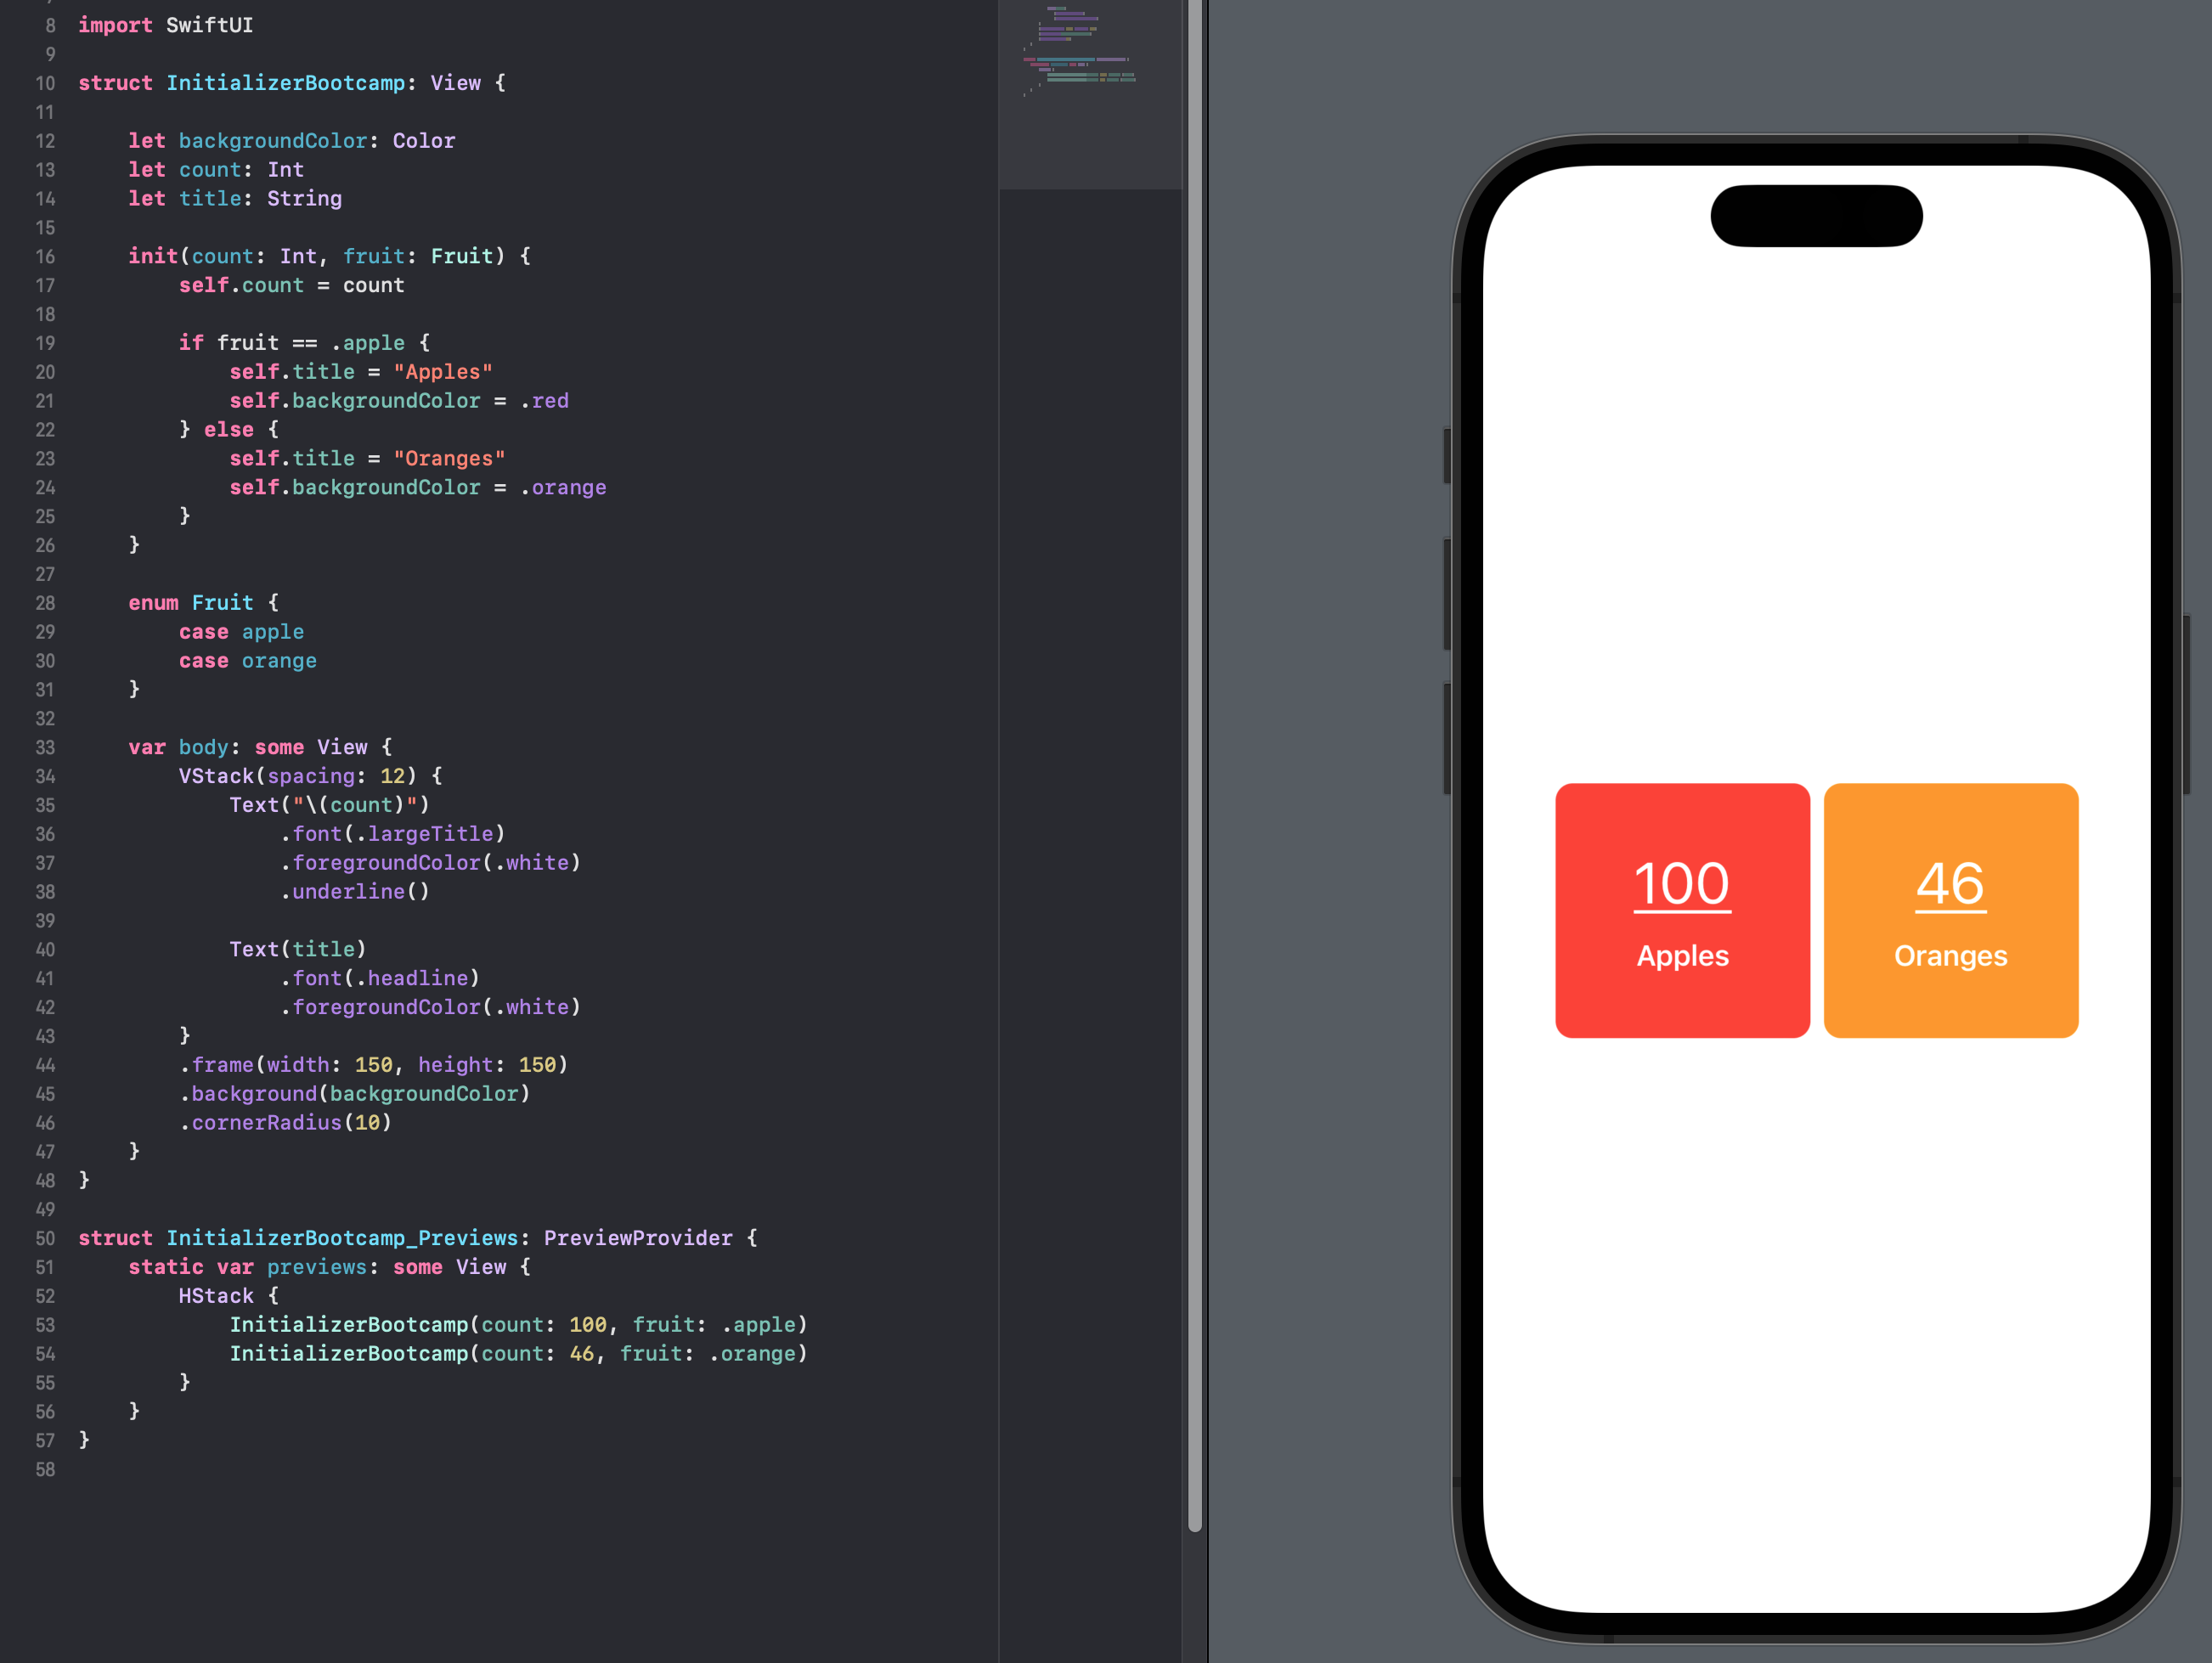 8 import SwiftUI
9
10 struct InitializerBootcamp: View {
11
12     let backgroundColor: Color
13     let count: Int
14     let title: String
15
16     init(count: Int, fruit: Fruit) {
17         self.count = count
18
19         if fruit == .apple {
20             self.title = "Apples"
21             self.backgroundColor = .red
22         } else {
23             self.title = "Oranges"
24             self.backgroundColor = .orange
25         }
26     }
27
28     enum Fruit {
29         case apple
30         case orange
31     }
32
33     var body: some View {
34         VStack(spacing: 12) {
35             Text("\(count)")
36                 .font(.largeTitle)
37                 .foregroundColor(.white)
38                 .underline()
39
40             Text(title)
41                 .font(.headline)
42                 .foregroundColor(.white)
43         }
44         .frame(width: 150, height: 150)
45         .background(backgroundColor)
46         .cornerRadius(10)
47     }
48 }
49
50 struct InitializerBootcamp_Previews: PreviewProvider {
51     static var previews: some View {
52         HStack {
53             InitializerBootcamp(count: 100, fruit: .apple)
54             InitializerBootcamp(count: 46, fruit: .orange)
55         }
56     }
57 }
58
100
Apples
46
Oranges